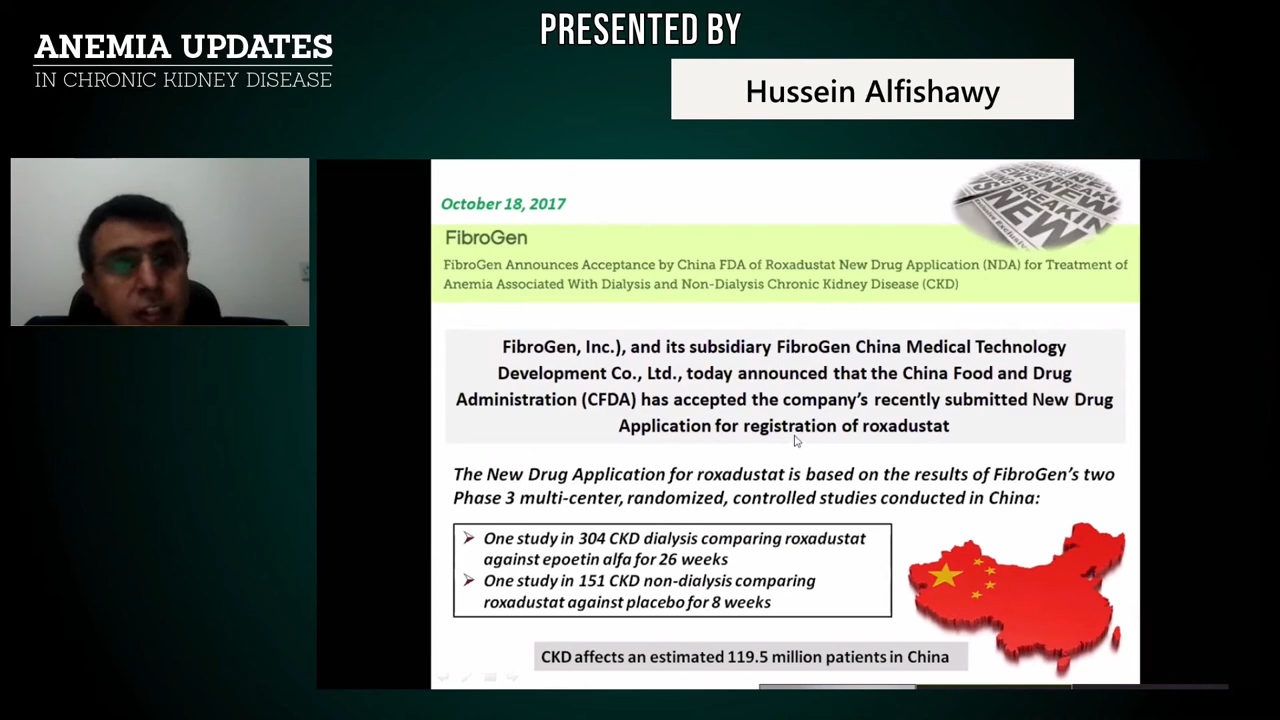 PRESENTED BY
ANEMIA UPDATES
IN CHRONIC KIDNEY DISEASE
Hussein Alfishawy
October 18, 2017
FibroGen
FibroGen Announces Acceptance by China FDA of Roxadustat New Drug Application (NDA) for Treatment of
Anemia Associated With Dialysis and Non-Dialysis Chronic Kidney Disease (CKD)
FibroGen, Inc.), and its subsidiary FibroGen China Medical Technology
Development Co., Ltd., today announced that the China Food and Drug
Administration (CFDA) has accepted the company's recently submitted New Drug
Application for registration of roxadustat
The New Drug Application for roxadustat is based on the results of FibroGen's two
Phase 3 multi-center, randomized, controlled studies conducted in China:
One study in 304 CKD dialysis comparing roxadustat
against epoetin alfa for 26 weeks
One study in 151 CKD non-dialysis comparing
roxadustat against placebo for 8 weeks
CKD affects an estimated 119.5 million patients in China